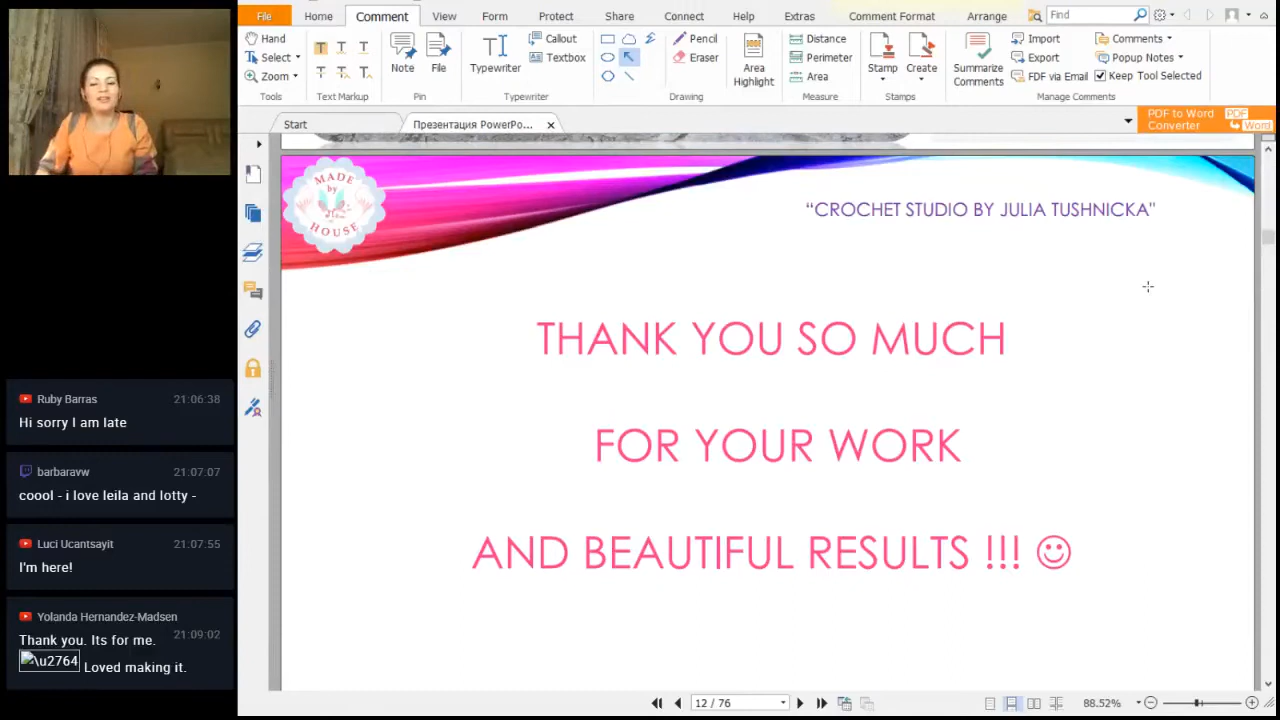 File Home Comment View Form Protect Share Connect Help Extras Comment Format Arrange Find
Hand
Select
Zoom
Tools
T T T
T T T
Text Markup
Note
File
Pin
Typewriter
Callout
Textbox
Typewriter
Pencil
Eraser
Area
Highlight
Drawing
Distance
Perimeter
Area
Measure
Stamp
Create
Stamps
Summarize
Comments
Import
Export
FDF via Email
Comments
Popup Notes
Keep Tool Selected
Manage Comments
Start
Презентация PowerPo...
PDF to Word
Converter
PDF
Word
MADE
by
HOUSE
“CROCHET STUDIO BY JULIA TUSHNICKA"
THANK YOU SO MUCH
FOR YOUR WORK
AND BEAUTIFUL RESULTS !!! ☺
Ruby Barras 21:06:38
Hi sorry I am late
barbaravw 21:07:07
coool - i love leila and lotty -
Luci Ucantsayit 21:07:55
I'm here!
Yolanda Hernandez-Madsen
21:09:02
Thank you. Its for me.
\u2764 Loved making it.
12 / 76
88.52%